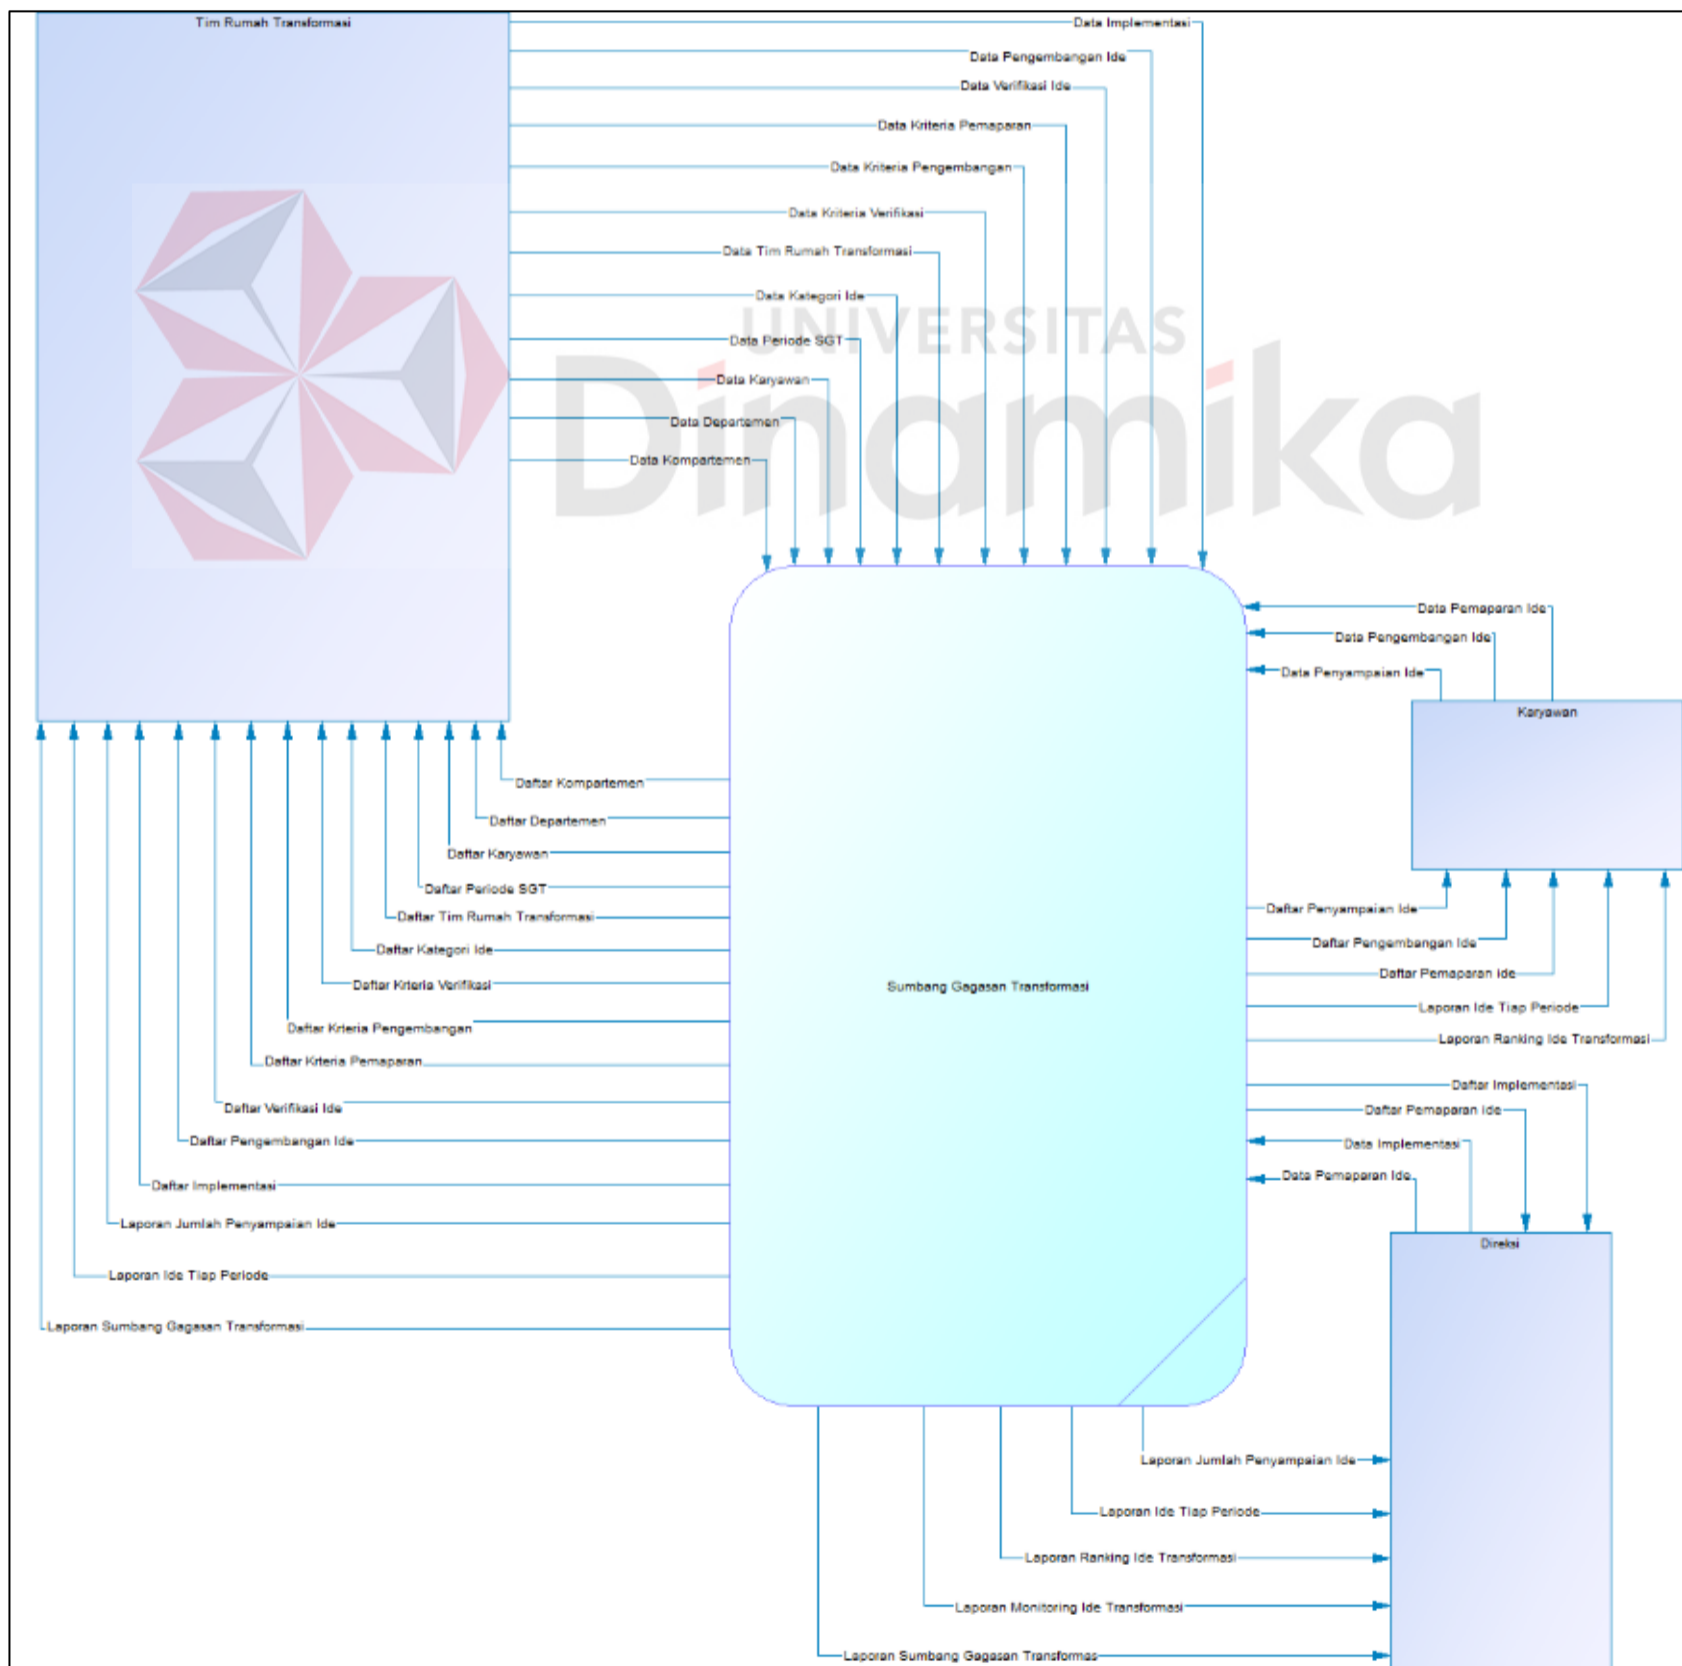 Tim Rumah Transformasi
Data Implementasi
Data Pengembangan Ide
Data Verifikasi Ide
Data Kriteria Pemaparan
Data Kriteria Pengembangan
Data Kriteria Verifikasi
Data Tim Rumah Transformasi
Data Kategori Ide
UNIVERSITAS
Dinamika
Data Periode SGT
Data Karyawan
Data Departemen
Data Kompartemen
Data Pemaparan Ide
Data Pengembangan Ide
Data Penyampaian Ide
Karyawan
Daftar Kompartemen
Daftar Departemen
Daftar Karyawan
Daftar Periode SGT
Daftar Tim Rumah Transformasi
Daftar Kategori Ide
Daftar Krteria Verifikasi
Daftar Krteria Pengembangan
Daftar Krteria Pemaparan
Daftar Verifikasi Ide
Daftar Pengembangan Ide
Daftar Implementasi
Laporan Jumlah Penyampaian Ide
Laporan Ide Tiap Periode
Laporan Sumbang Gagasan Transformasi
Sumbang Gagasan Transformasi
Daftar Penyampaian Ide
Daftar Pengembangan Ide
Daftar Pemaparan Ide
Laporan Ide Tiap Periode
Laporan Ranking Ide Transformasi
Daftar Implementasi
Daftar Pemaparan Ide
Data Implementasi
Data Pemaparan Ide
Direksi
Laporan Jumlah Penyampaian Ide
Laporan Ide Tiap Periode
Laporan Ranking Ide Transformasi
Laporan Monitoring Ide Transformasi
Laporan Sumbang Gagasan Transformas